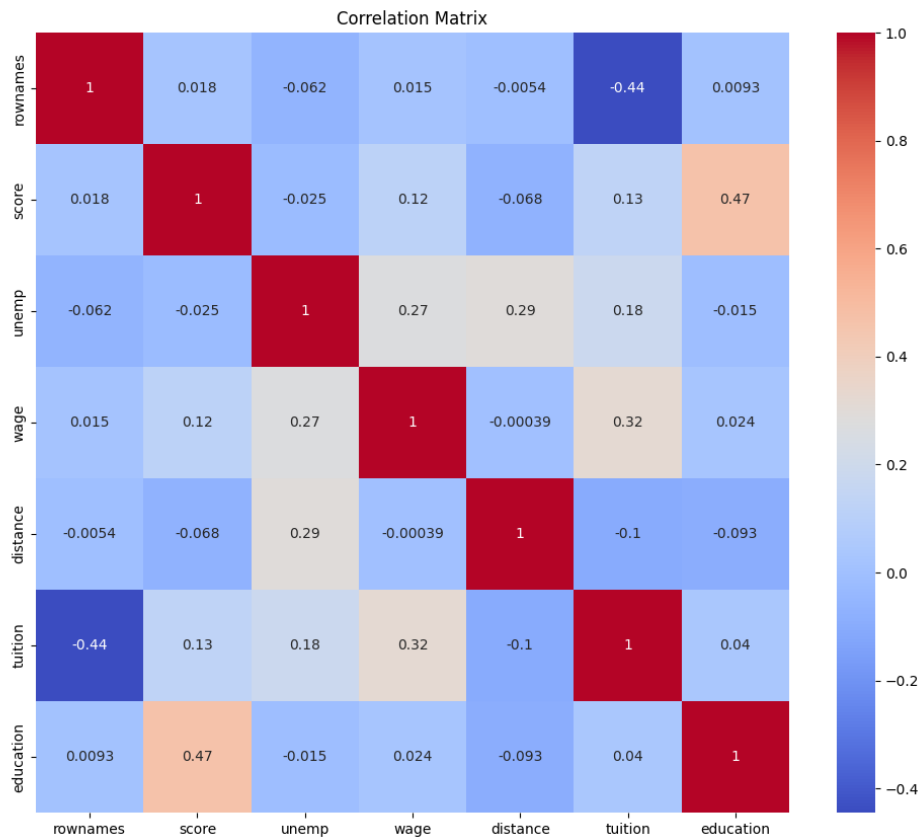 Correlation Matrix
rownames 1 0.018 -0.062 0.015 -0.0054 -0.44 0.0093
score 0.018 1 -0.025 0.12 -0.068 0.13 0.47
unemp -0.062 -0.025 1 0.27 0.29 0.18 -0.015
wage 0.015 0.12 0.27 1 -0.00039 0.32 0.024
distance -0.0054 -0.068 0.29 -0.00039 1 -0.1 -0.093
tuition -0.44 0.13 0.18 0.32 -0.1 1 0.04
education 0.0093 0.47 -0.015 0.024 -0.093 0.04 1
rownames score unemp wage distance tuition education
1.0
0.8
0.6
0.4
0.2
0.0
-0.2
-0.4